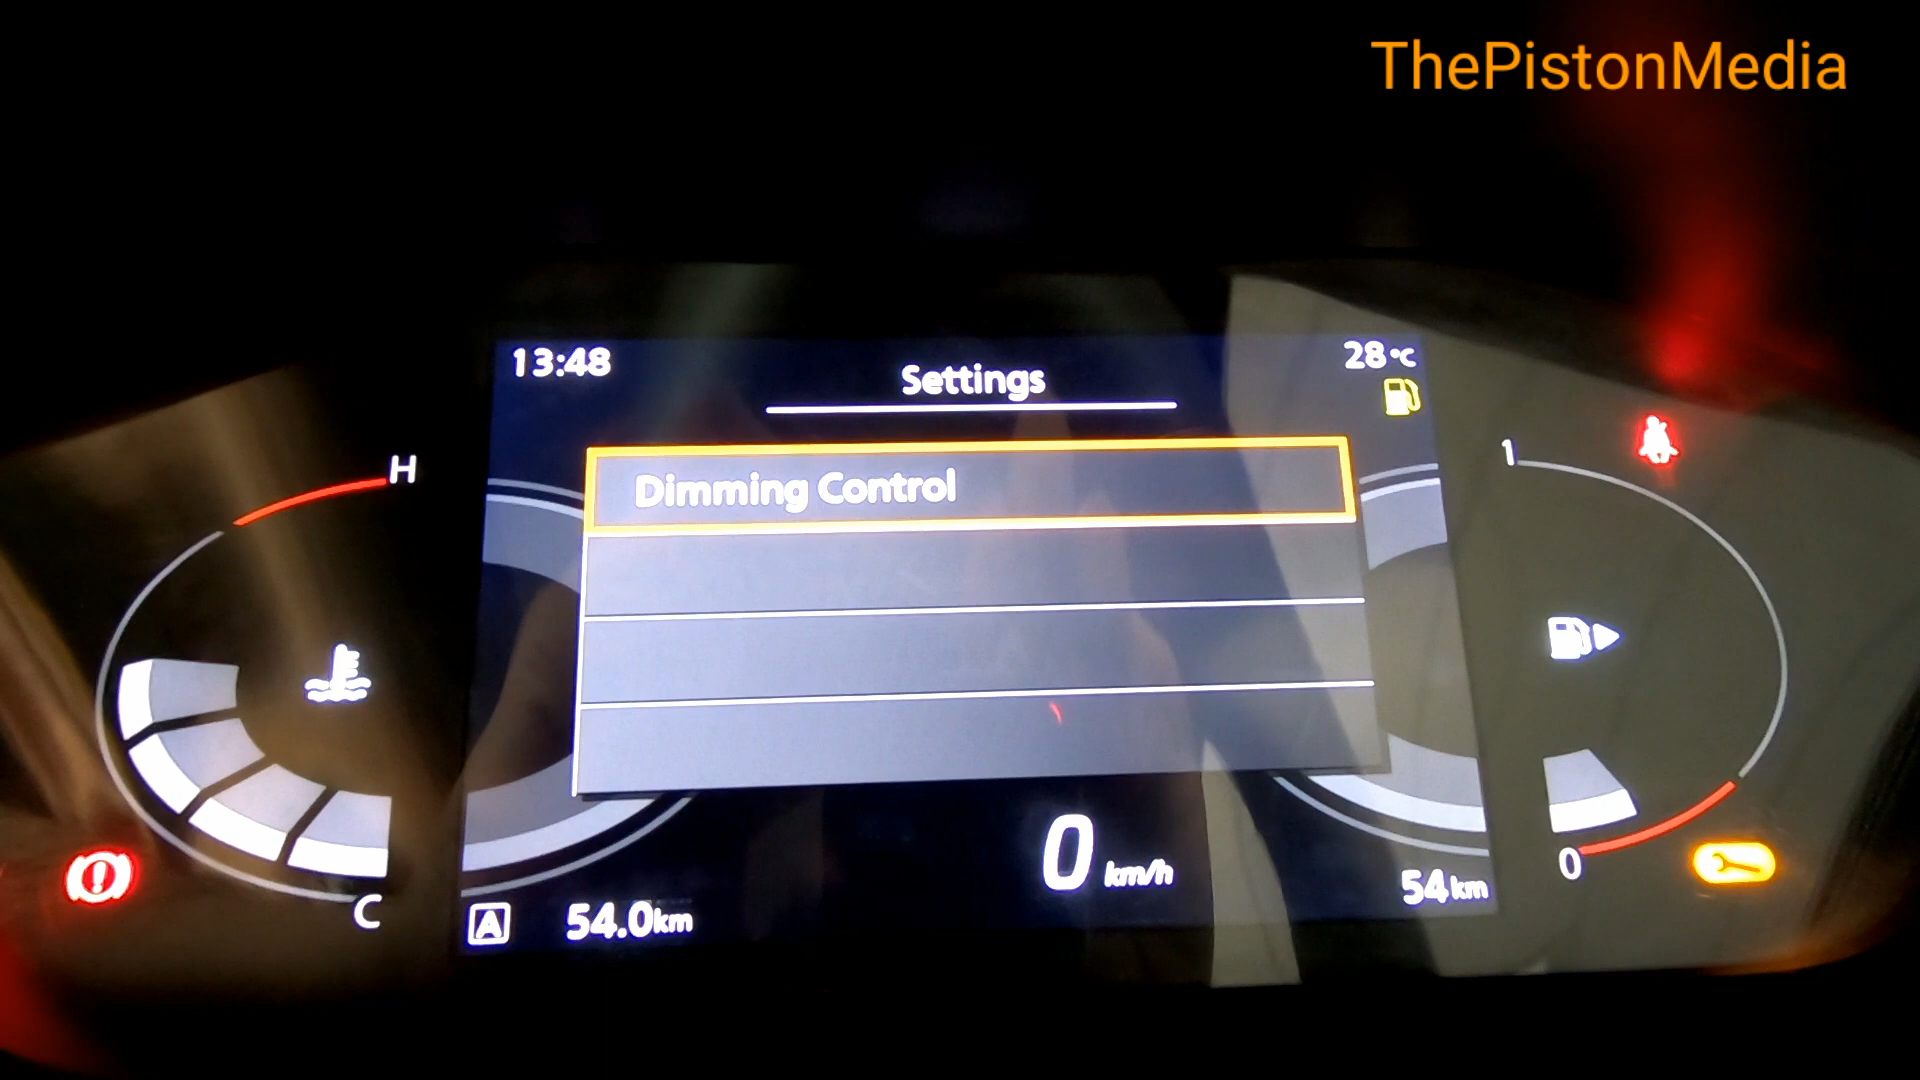 ThePistonMedia
13:48
Settings
28°C
Dimming Control
H
1
C
0
0 km/h
A
54.0km
54km